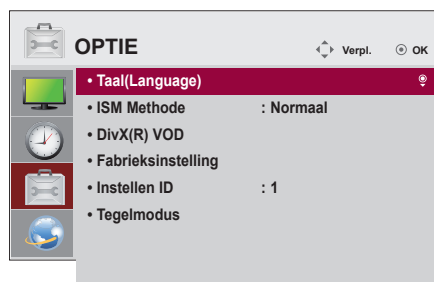 OPTIE Verpl. OK
• Taal(Language)
• ISM Methode : Normaal
• DivX(R) VOD
• Fabrieksinstelling
• Instellen ID : 1
• Tegelmodus